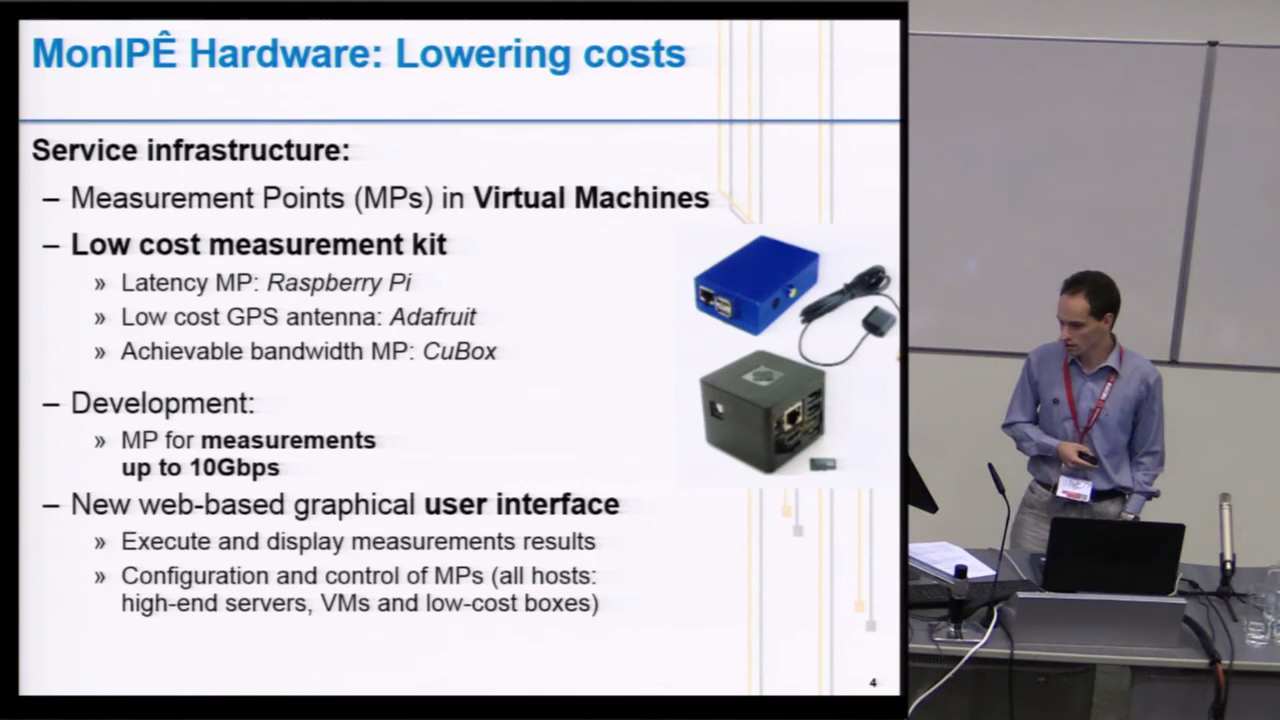 MonIPÊ Hardware: Lowering costs
Service infrastructure:
– Measurement Points (MPs) in Virtual Machines
– Low cost measurement kit
» Latency MP: Raspberry Pi
» Low cost GPS antenna: Adafruit
» Achievable bandwidth MP: CuBox
– Development:
» MP for measurements
up to 10Gbps
– New web-based graphical user interface
» Execute and display measurements results
» Configuration and control of MPs (all hosts:
high-end servers, VMs and low-cost boxes)
4